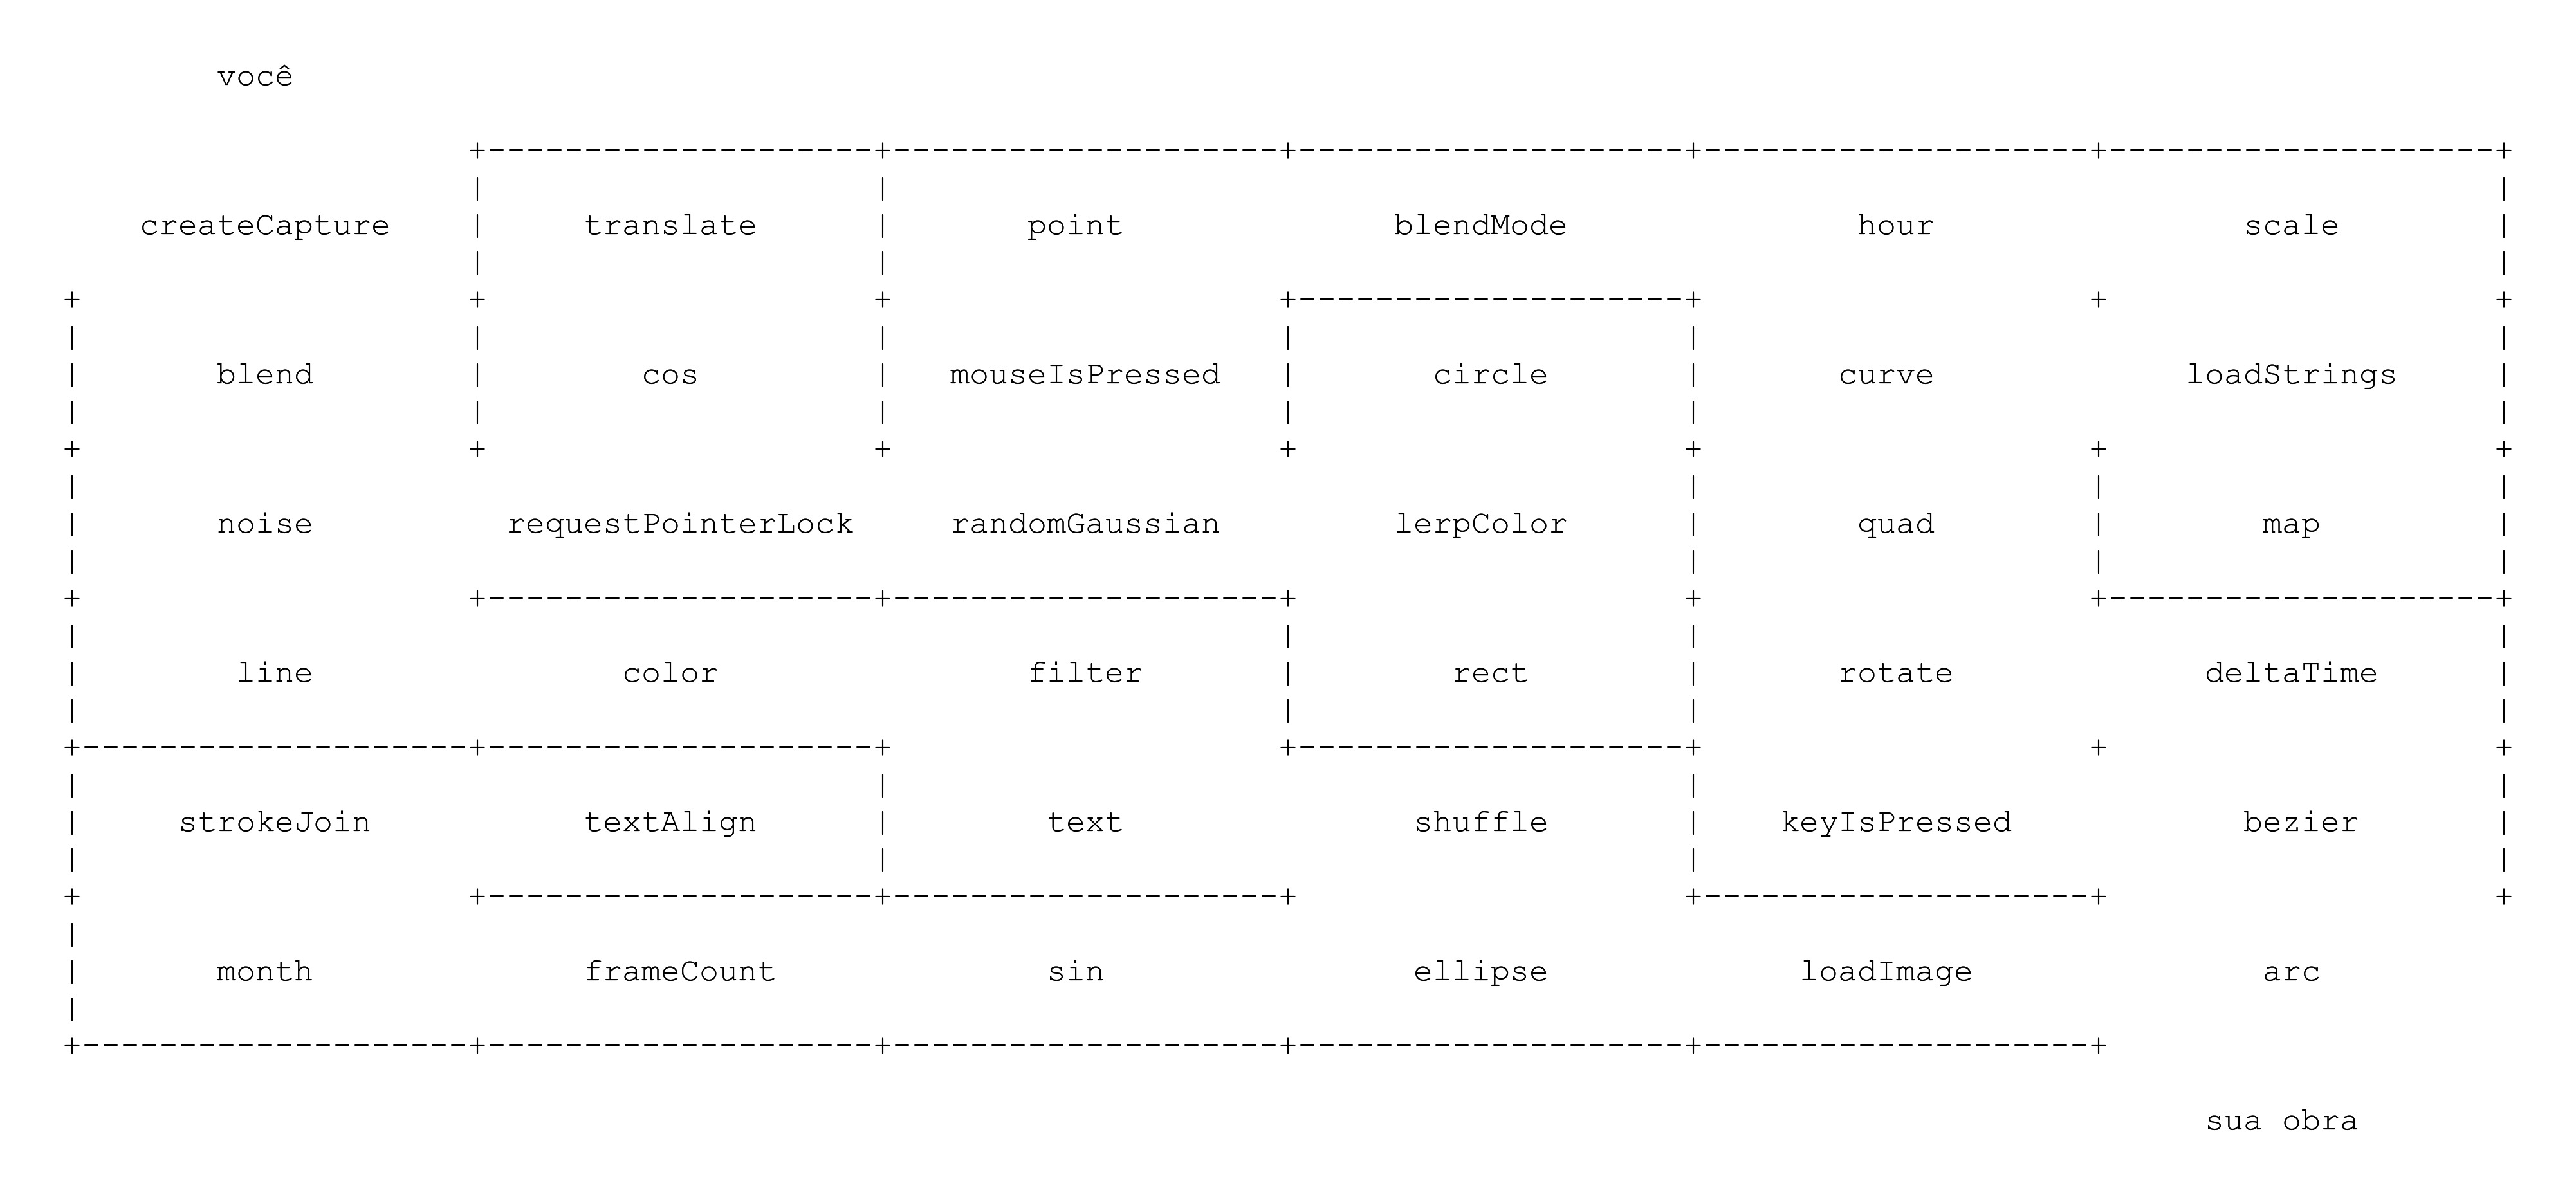 você
createCapture translate point blendMode hour scale
blend cos mouseIsPressed circle curve loadStrings
noise requestPointerLock randomGaussian lerpColor quad map
line color filter rect rotate deltaTime
strokeJoin textAlign text shuffle keyIsPressed bezier
month frameCount sin ellipse loadImage arc
sua obra